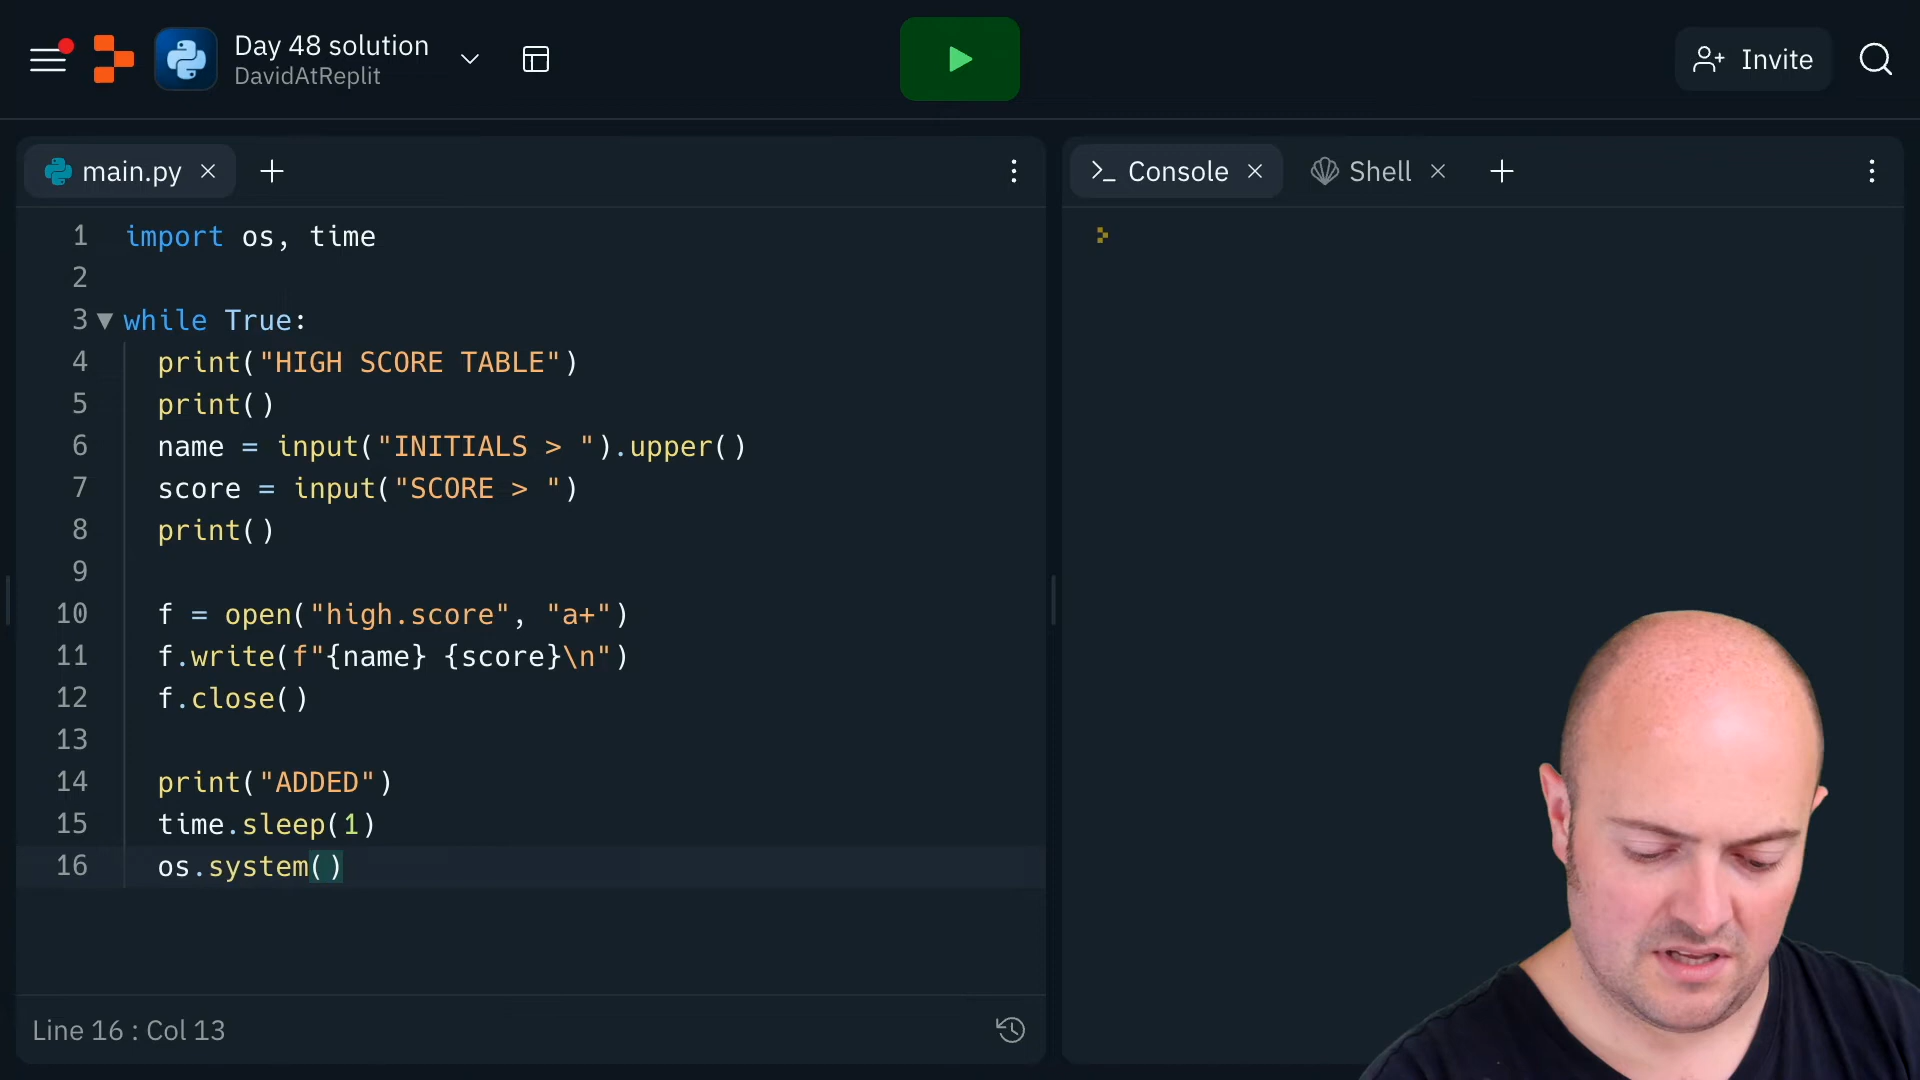 Day 48 solution
DavidAtReplit
Invite
main.py
Console
Shell
1 import os, time
2
3 while True:
4 print("HIGH SCORE TABLE")
5 print()
6 name = input("INITIALS > ").upper()
7 score = input("SCORE > ")
8 print()
9
10 f = open("high.score", "a+")
11 f.write(f"{name} {score}\n")
12 f.close()
13
14 print("ADDED")
15 time.sleep(1)
16 os.system()
Line 16 : Col 13